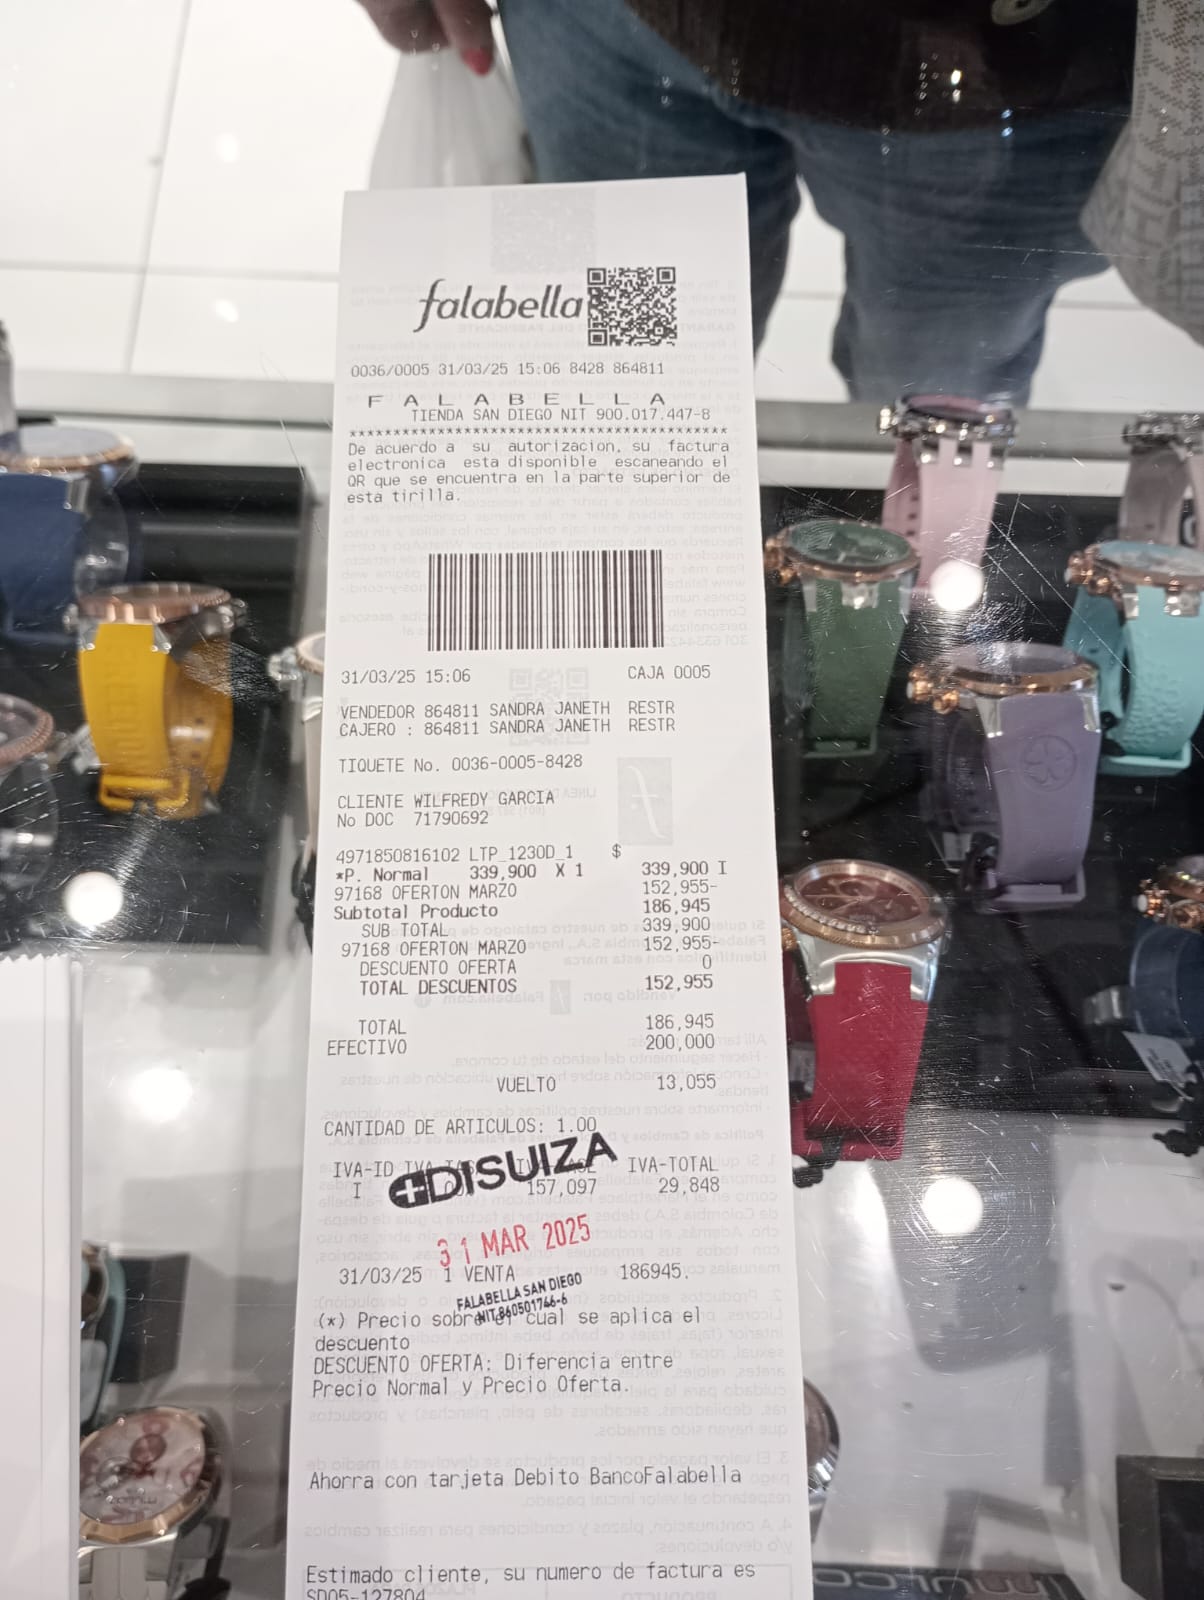 falabella
0036/0005 31/03/25 15:06 8428 864811
F A L A B E L L A
TIENDA SAN DIEGO NIT 900.017.447-8
****************************************
De acuerdo a su autorizacion, su factura
electronica esta disponible escaneando el
QR que se encuentra en la parte superior de
esta tirilla.
31/03/25 15:06 CAJA 0005
VENDEDOR 864811 SANDRA JANETH RESTR
CAJERO : 864811 SANDRA JANETH RESTR
TIQUETE No. 0036-0005-8428
CLIENTE WILFREDY GARCIA
No DOC 71790692
4971850816102 LTP_1230D_1 $
*P. Normal 339,900 X 1 339,900 I
97168 OFERTON MARZO 152,955-
Subtotal Producto 186,945
SUB TOTAL 339,900
97168 OFERTON MARZO 152,955-
DESCUENTO OFERTA 0
TOTAL DESCUENTOS 152,955
TOTAL 186,945
EFECTIVO 200,000
VUELTO 13,055
CANTIDAD DE ARTICULOS: 1.00
IVA-ID IVA IVA-TOTAL
I 157,097 29,848
DISUIZA
31 MAR 2025
31/03/25 1 VENTA 186945.
FALABELLA SAN DIEGO
NIT.860501746-6
(*) Precio sobre el cual se aplica el
descuento
DESCUENTO OFERTA: Diferencia entre
Precio Normal y Precio Oferta.
Ahorra con tarjeta Debito BancoFalabella
Estimado cliente, su numero de factura es
SD05-127804